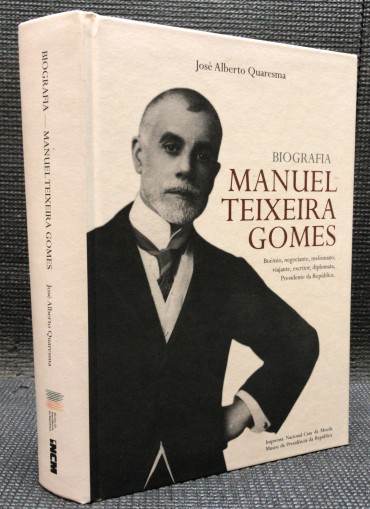 José Alberto Quaresma
BIOGRAFIA
MANUEL
TEIXEIRA
GOMES
Boémio, negociante, melómano,
viajante, escritor, diplomata,
Presidente da República.
Imprensa Nacional-Casa da Moeda
Museu da Presidência da República
BIOGRAFIA — MANUEL TEIXEIRA GOMES
José Alberto Quaresma
INCM